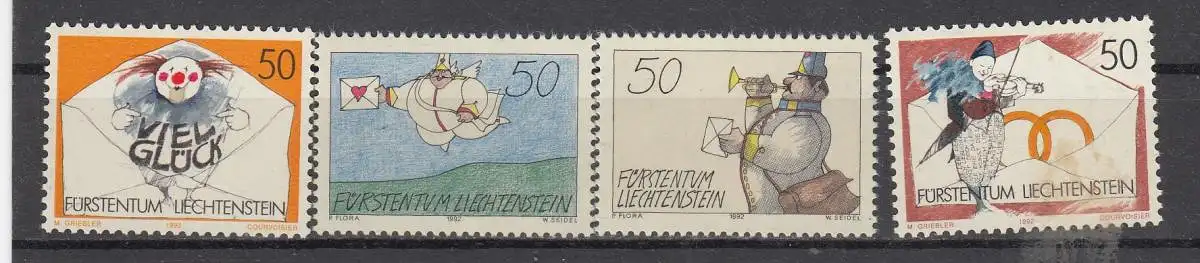 50
VIEL
GLÜCK
FÜRSTENTUM LIECHTENSTEIN
M. GRIEBLER 1992 COURVOISIER
50
FÜRSTENTUM LIECHTENSTEIN
P. FLORA 1992 W. SEIDEL
50
FÜRSTENTUM
LIECHTENSTEIN
P. FLORA 1992 W. SEIDEL
50
FÜRSTENTUM LIECHTENSTEIN
M. GRIEBLER 1992 COURVOISIER